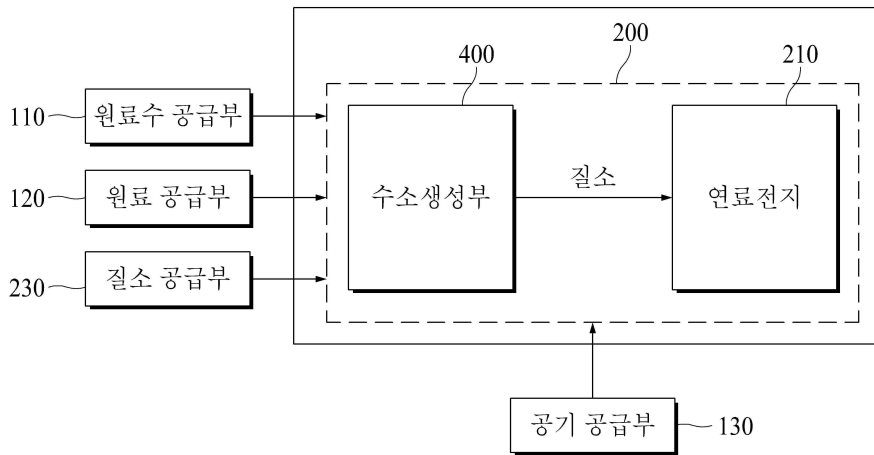 200
400
210
110
원료수 공급부
120
원료 공급부
230
질소 공급부
수소생성부
질소
연료전지
공기 공급부
130